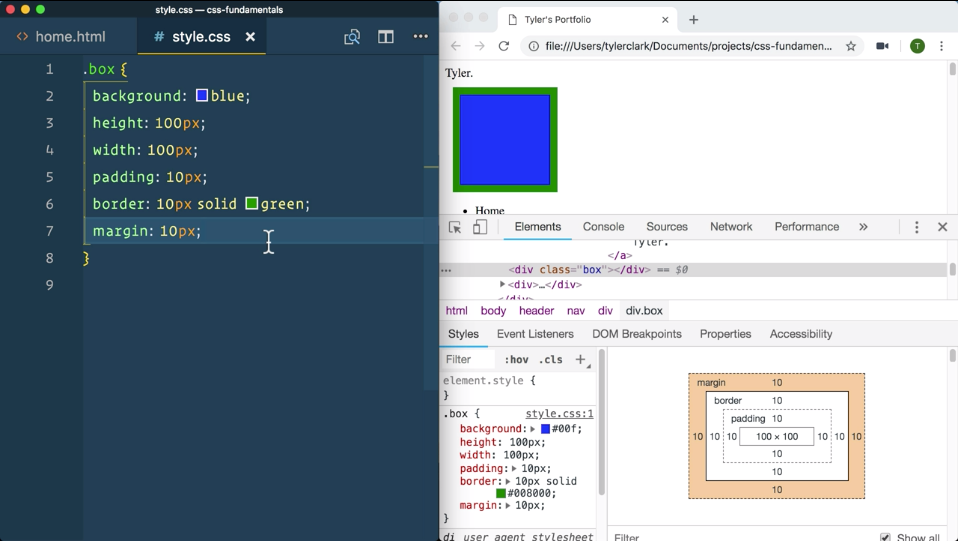 style.css — css-fundamentals
<> home.html
# style.css ×
1 .box {
2 background: blue;
3 height: 100px;
4 width: 100px;
5 padding: 10px;
6 border: 10px solid green;
7 margin: 10px;
8 }
9
Tyler's Portfolio × +
file:///Users/tylerclark/Documents/projects/css-fundamen...
T
Tyler.
• Home
Elements Console Sources Network Performance »
Tyler.
</a>
<div class="box"></div> == $0
<div>…</div>
</div>
html body header nav div div.box
Styles Event Listeners DOM Breakpoints Properties Accessibility
Filter :hov .cls +
element.style {
}
.box { style.css:1
background: #00f;
height: 100px;
width: 100px;
padding: 10px;
border: 10px solid
#008000;
margin: 10px;
}
di user agent stylesheet
margin 10
border 10
padding 10
10 10 10 100 × 100 10 10 10
10
10
10
Filter Show all